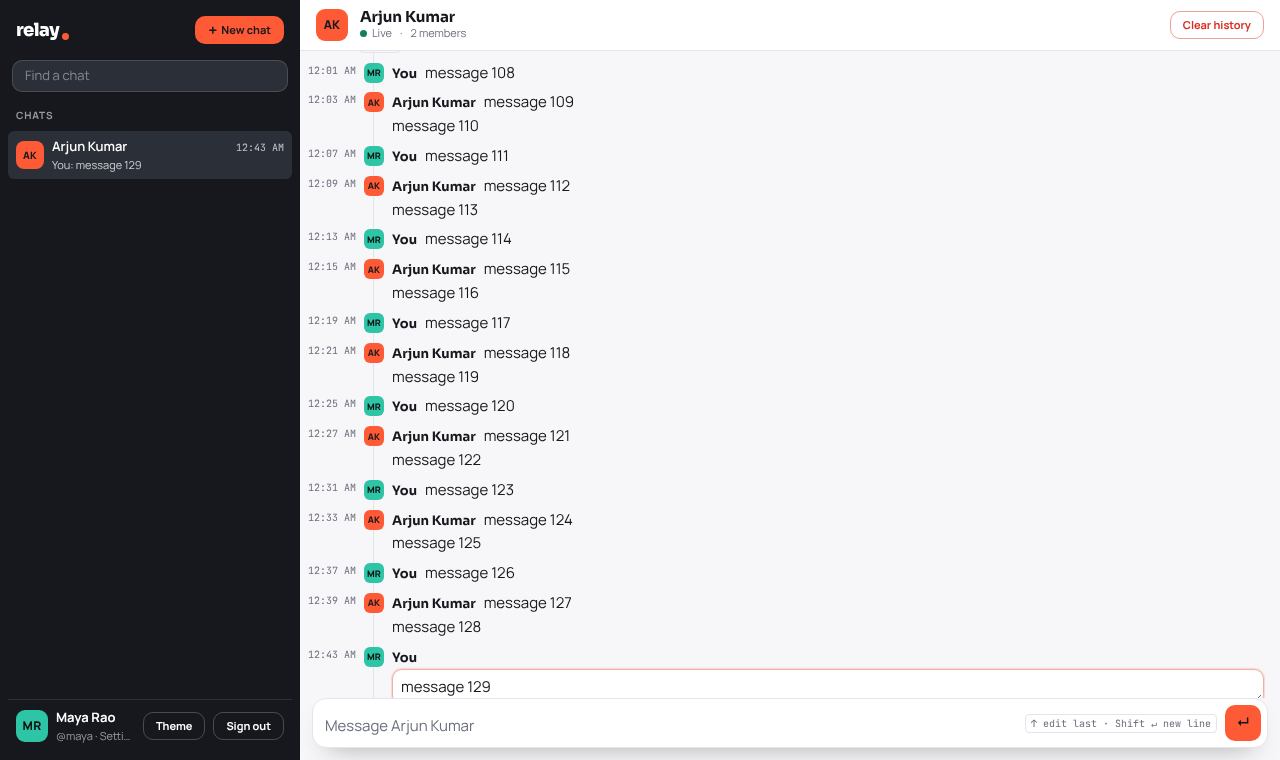 relay
+ New chat
Find a chat
CHATS
AK
Arjun Kumar
12:43 AM
You: message 129
MR
Maya Rao
@maya · Setti…
Theme
Sign out
AK
Arjun Kumar
Live · 2 members
Clear history
12:01 AM MR You message 108
12:03 AM AK Arjun Kumar message 109
message 110
12:07 AM MR You message 111
12:09 AM AK Arjun Kumar message 112
message 113
12:13 AM MR You message 114
12:15 AM AK Arjun Kumar message 115
message 116
12:19 AM MR You message 117
12:21 AM AK Arjun Kumar message 118
message 119
12:25 AM MR You message 120
12:27 AM AK Arjun Kumar message 121
message 122
12:31 AM MR You message 123
12:33 AM AK Arjun Kumar message 124
message 125
12:37 AM MR You message 126
12:39 AM AK Arjun Kumar message 127
message 128
12:43 AM MR You
message 129
Message Arjun Kumar
↑ edit last · Shift ↵ new line
↵